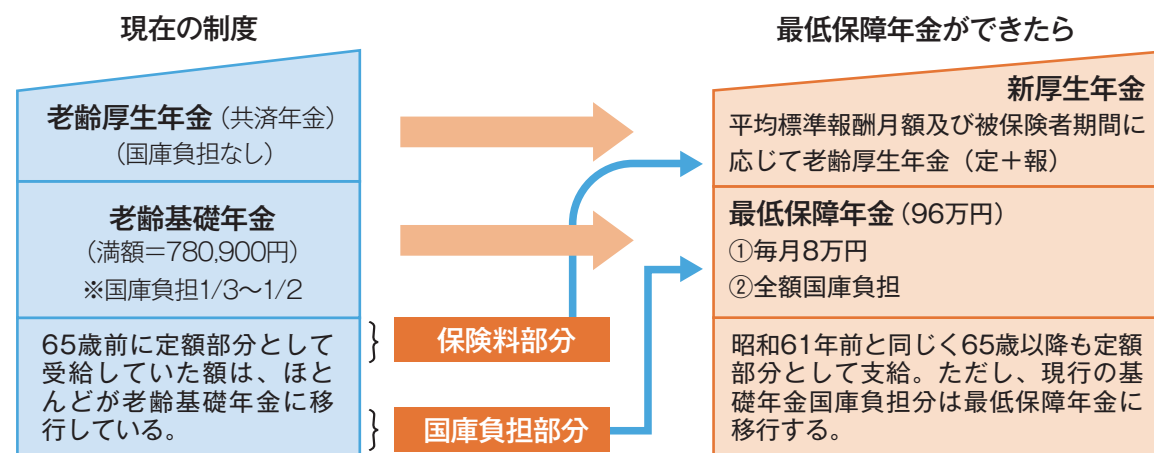 現在の制度
老齢厚生年金（共済年金）
（国庫負担なし）
老齢基礎年金
（満額＝780,900円）
※国庫負担1/3〜1/2
65歳前に定額部分として
受給していた額は、ほと
んどが老齢基礎年金に移
行している。
保険料部分
国庫負担部分
最低保障年金ができたら
新厚生年金
平均標準報酬月額及び被保険者期間に
応じて老齢厚生年金（定＋報）
最低保障年金（96万円）
①毎月8万円
②全額国庫負担
昭和61年前と同じく65歳以降も定額
部分として支給。ただし、現行の基
礎年金国庫負担分は最低保障年金に
移行する。